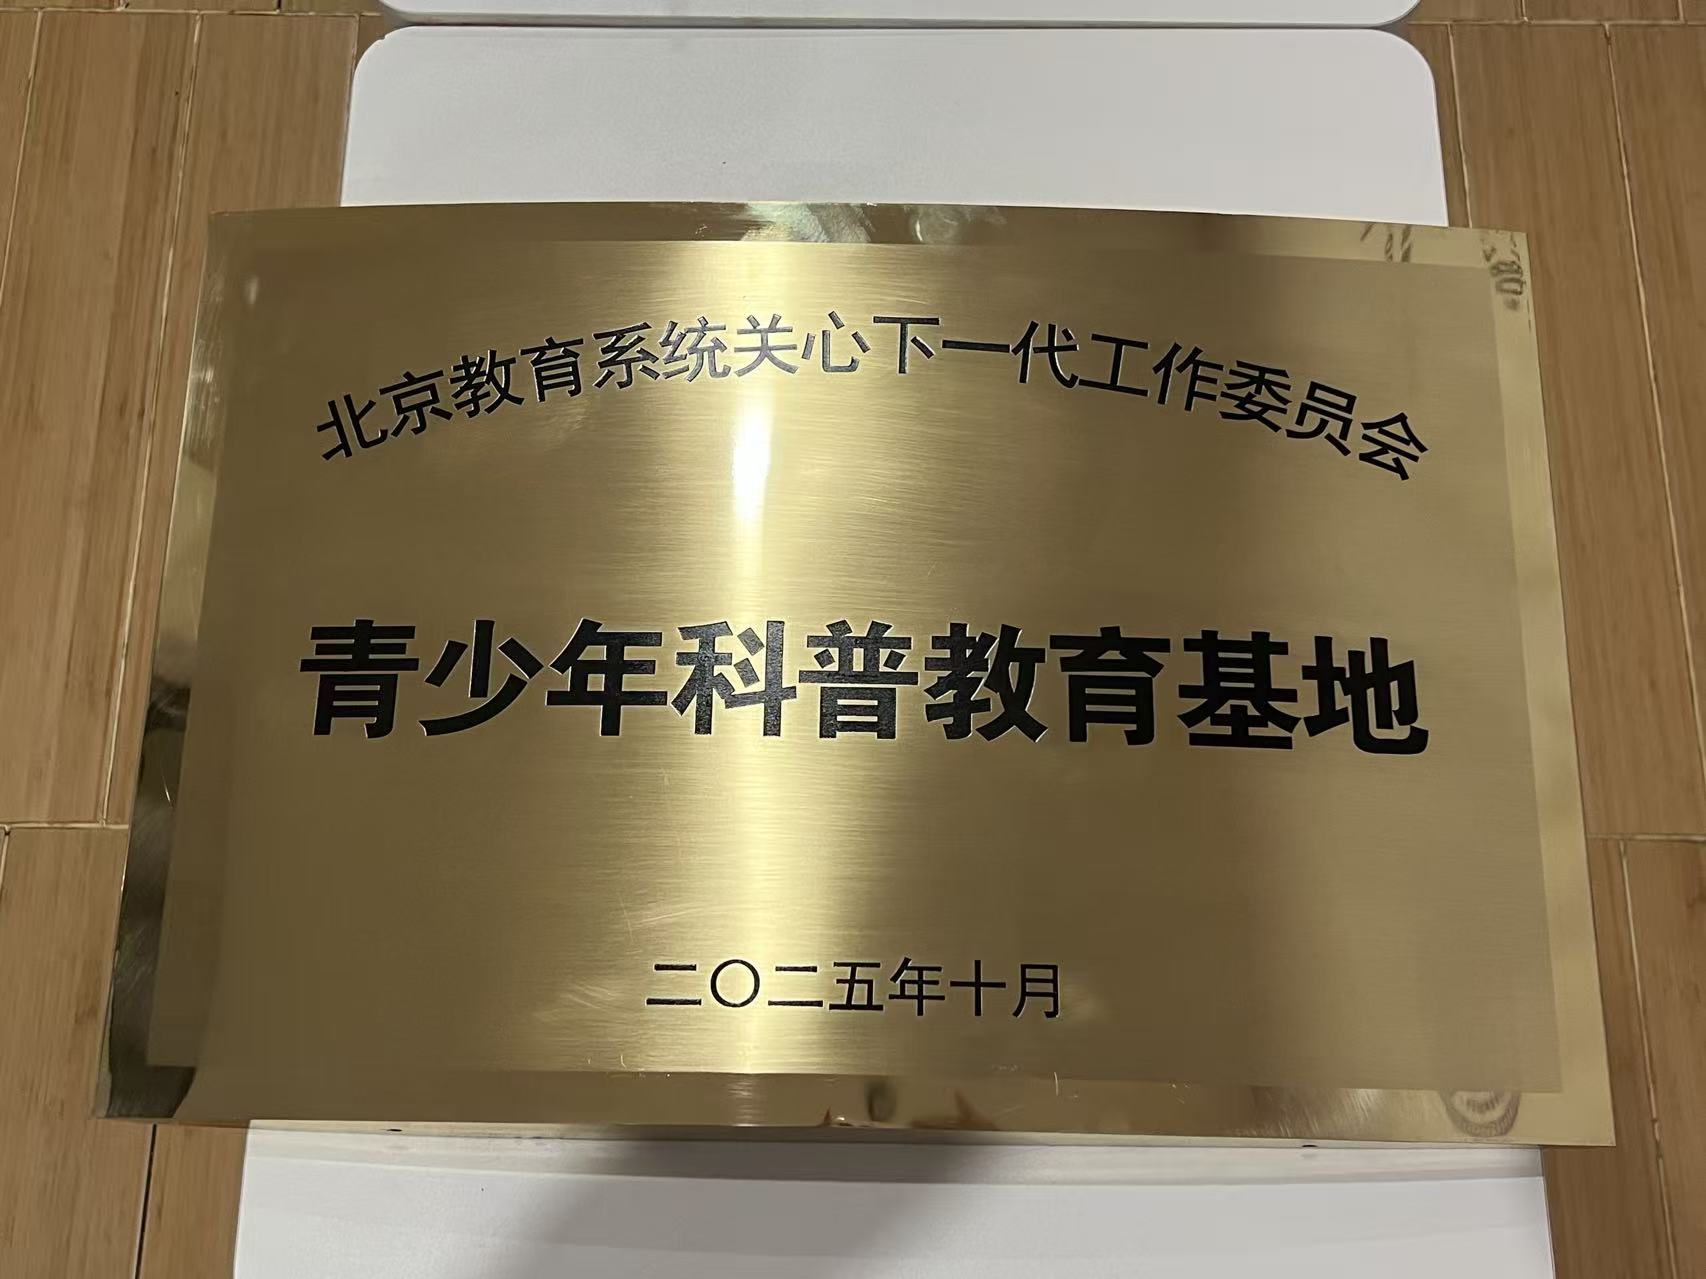 北京教育系统关心下一代工作委员会
青少年科普教育基地
二〇二五年十月